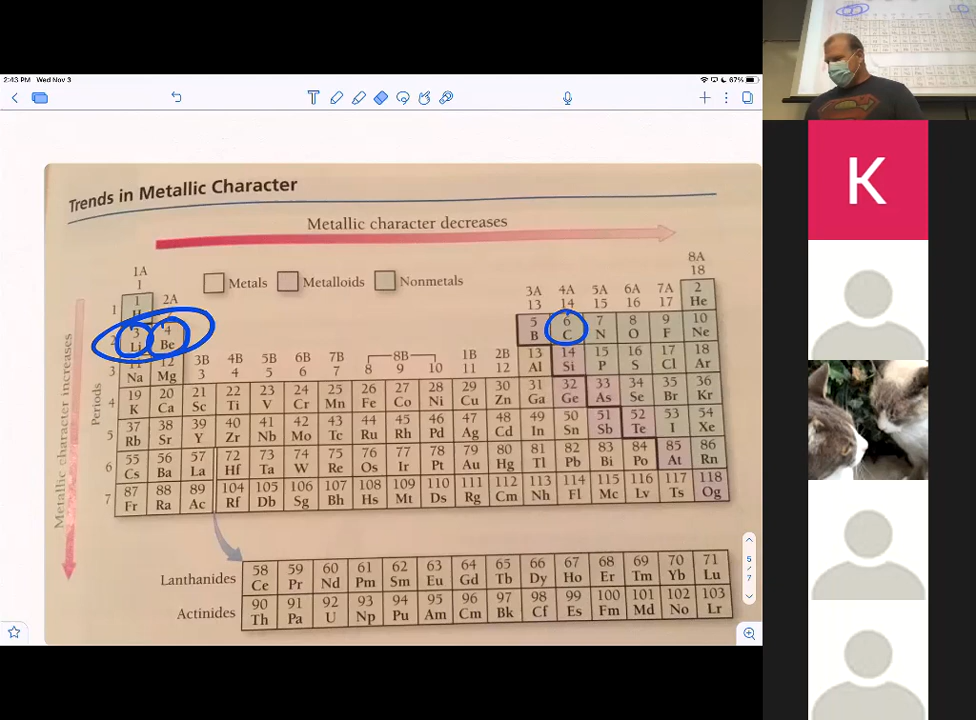 2:43 PM Wed Nov 3
67%
T
K
Trends in Metallic Character
Metallic character decreases
Metals Metalloids Nonmetals
Metallic character increases
Periods
1A 8A
1 18
2A 3A 4A 5A 6A 7A
13 14 15 16 17
1 1 2
H He
2 3 4 5 6 7 8 9 10
Li Be B C N O F Ne
3B 4B 5B 6B 7B 8B 1B 2B
3 4 5 6 7 8 9 10 11 12
3 11 12 13 14 15 16 17 18
Na Mg Al Si P S Cl Ar
4 19 20 21 22 23 24 25 26 27 28 29 30 31 32 33 34 35 36
K Ca Sc Ti V Cr Mn Fe Co Ni Cu Zn Ga Ge As Se Br Kr
5 37 38 39 40 41 42 43 44 45 46 47 48 49 50 51 52 53 54
Rb Sr Y Zr Nb Mo Tc Ru Rh Pd Ag Cd In Sn Sb Te I Xe
6 55 56 57 72 73 74 75 76 77 78 79 80 81 82 83 84 85 86
Cs Ba La Hf Ta W Re Os Ir Pt Au Hg Tl Pb Bi Po At Rn
7 87 88 89 104 105 106 107 108 109 110 111 112 113 114 115 116 117 118
Fr Ra Ac Rf Db Sg Bh Hs Mt Ds Rg Cm Nh Fl Mc Lv Ts Og
Lanthanides 58 59 60 61 62 63 64 65 66 67 68 69 70 71
Ce Pr Nd Pm Sm Eu Gd Tb Dy Ho Er Tm Yb Lu
Actinides 90 91 92 93 94 95 96 97 98 99 100 101 102 103
Th Pa U Np Pu Am Cm Bk Cf Es Fm Md No Lr
5
/
7